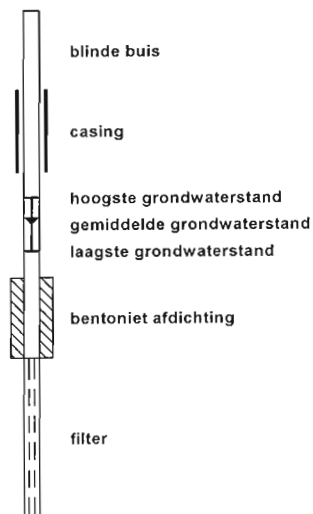 blinde buis
casing
hoogste grondwaterstand
gemiddelde grondwaterstand
laagste grondwaterstand
bentoniet afdichting
filter